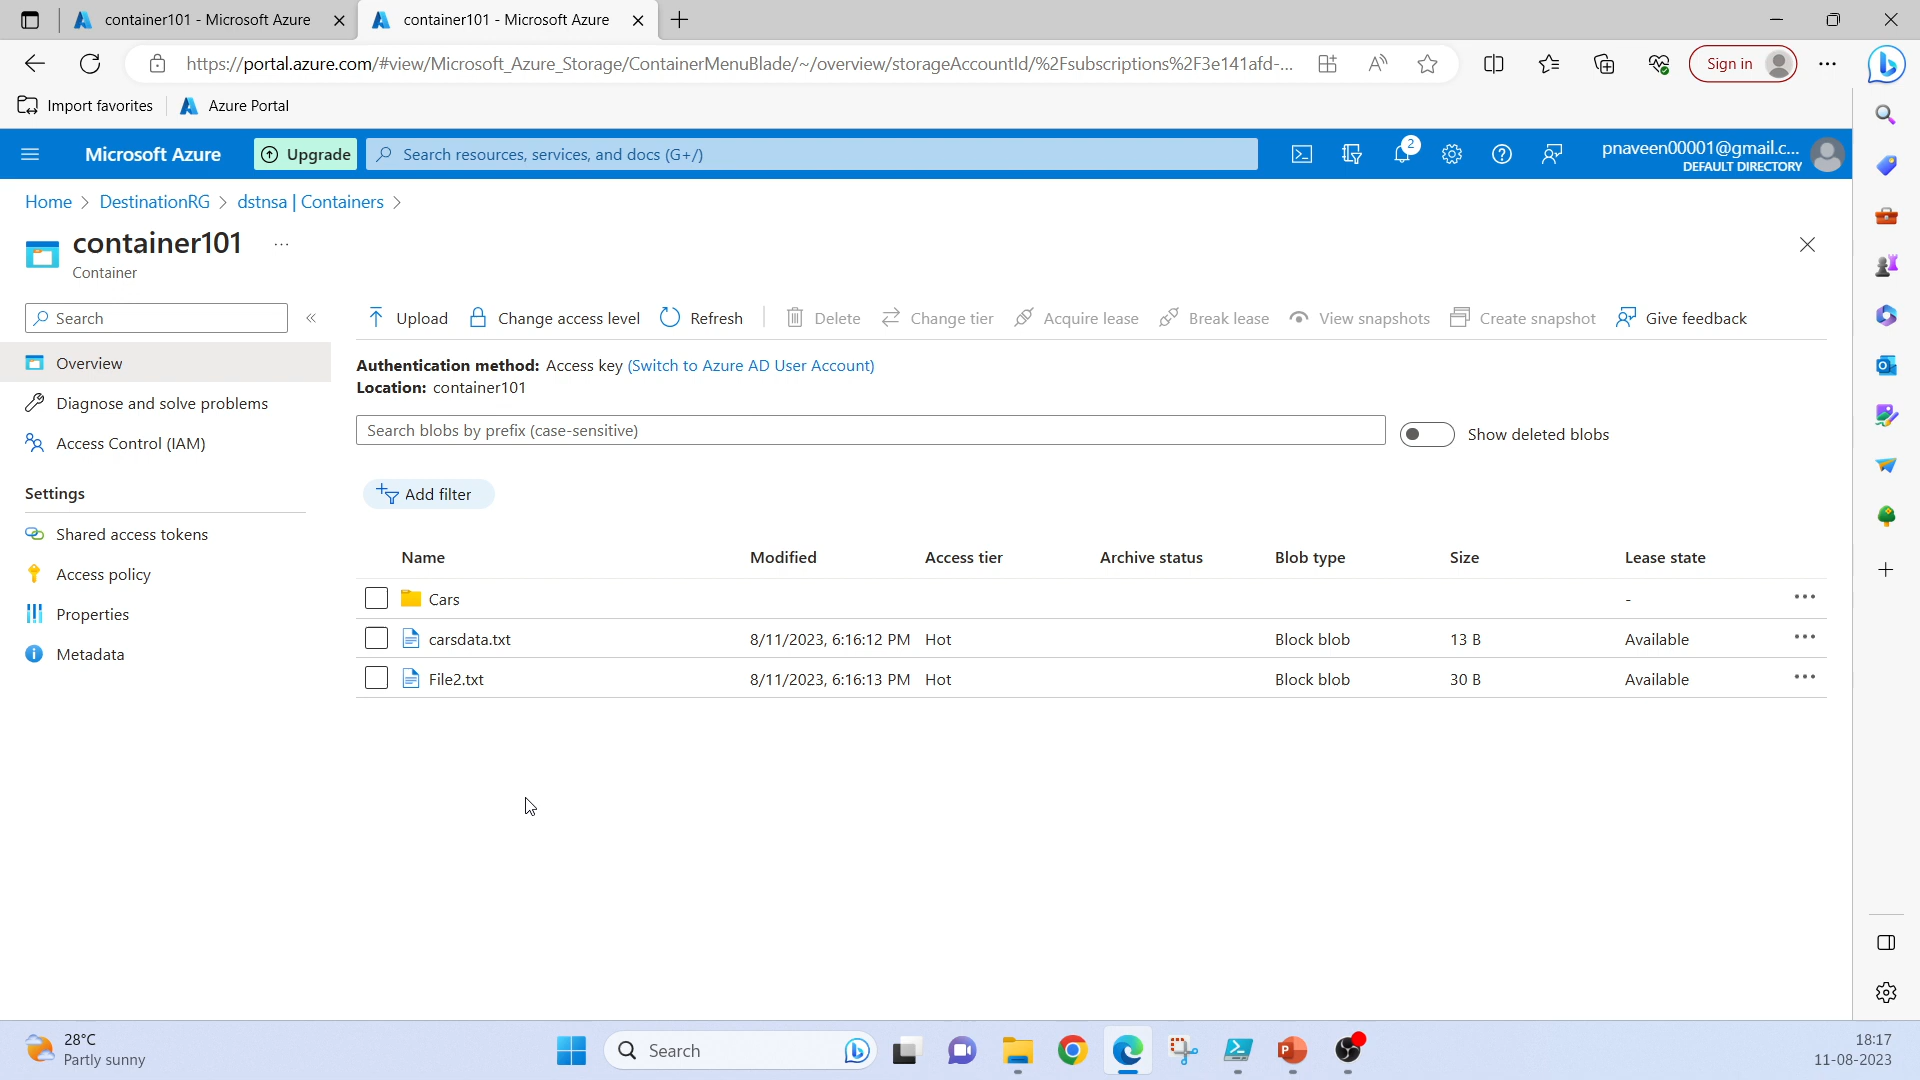 container101 - Microsoft Azure
container101 - Microsoft Azure
https://portal.azure.com/#view/Microsoft_Azure_Storage/ContainerMenuBlade/~/overview/storageAccountId/%2Fsubscriptions%2F3e141afd-...
Sign in
Import favorites
Azure Portal
Microsoft Azure
Upgrade
Search resources, services, and docs (G+/)
2
pnaveen00001@gmail.c...
DEFAULT DIRECTORY
Home > DestinationRG > dstnsa | Containers >
container101 ...
Container
Search
«
Upload
Change access level
Refresh
Delete
Change tier
Acquire lease
Break lease
View snapshots
Create snapshot
Give feedback
Overview
Diagnose and solve problems
Access Control (IAM)
Settings
Shared access tokens
Access policy
Properties
Metadata
Authentication method: Access key (Switch to Azure AD User Account)
Location: container101
Search blobs by prefix (case-sensitive)
Show deleted blobs
Add filter
Name Modified Access tier Archive status Blob type Size Lease state
Cars - ...
carsdata.txt 8/11/2023, 6:16:12 PM Hot Block blob 13 B Available ...
File2.txt 8/11/2023, 6:16:13 PM Hot Block blob 30 B Available ...
28°C
Partly sunny
Search
18:17
11-08-2023